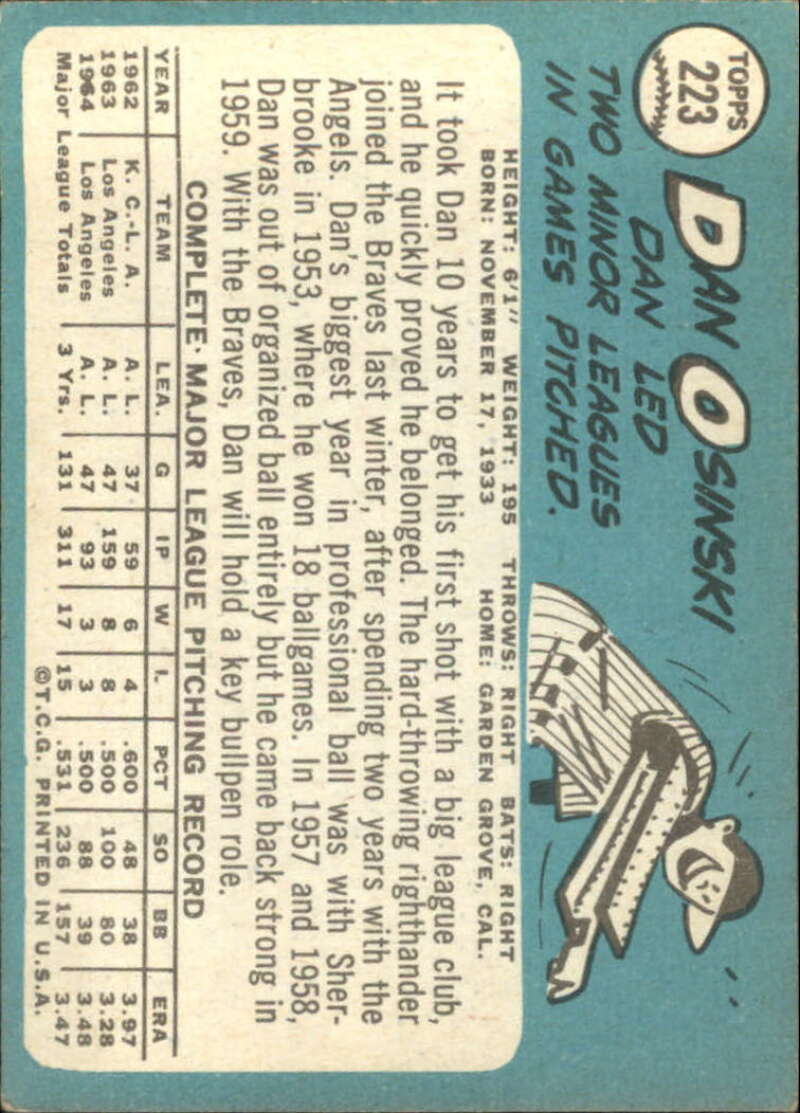 TOPPS
223
DAN OSINSKI
DAN LED
TWO MINOR LEAGUES
IN GAMES PITCHED.
HEIGHT: 6'1" WEIGHT: 195 THROWS: RIGHT BATS: RIGHT
BORN: NOVEMBER 17, 1933 HOME: GARDEN GROVE, CAL.
It took Dan 10 years to get his first shot with a big league club,
and he quickly proved he belonged. The hard-throwing righthander
joined the Braves last winter, after spending two years with the
Angels. Dan's biggest year in professional ball was with Sher-
brooke in 1953, where he won 18 ballgames. In 1957 and 1958,
Dan was out of organized ball entirely but he came back strong in
1959. With the Braves, Dan will hold a key bullpen role.
COMPLETE MAJOR LEAGUE PITCHING RECORD
YEAR TEAM LEA. G IP W L PCT SO BB ERA
1962 K. C.-L. A. A. L. 37 59 6 4 .600 48 38 3.97
1963 Los Angeles A. L. 47 159 8 8 .500 100 80 3.28
1964 Los Angeles A. L. 47 93 3 3 .500 88 39 3.48
Major League Totals 3 Yrs. 131 311 17 15 .531 236 157 3.47
©T.C.G. PRINTED IN U.S.A.